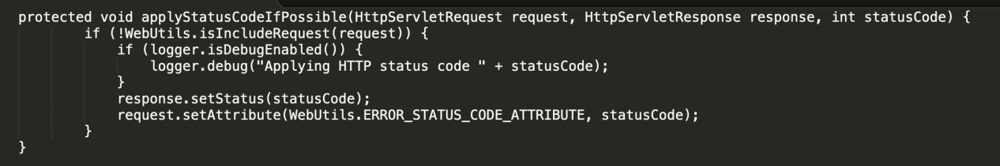 protected void applyStatusCodeIfPossible(HttpServletRequest request, HttpServletResponse response, int statusCode) {
        if (!WebUtils.isIncludeRequest(request)) {
            if (logger.isDebugEnabled()) {
                logger.debug("Applying HTTP status code " + statusCode);
            }
            response.setStatus(statusCode);
            request.setAttribute(WebUtils.ERROR_STATUS_CODE_ATTRIBUTE, statusCode);
        }
}